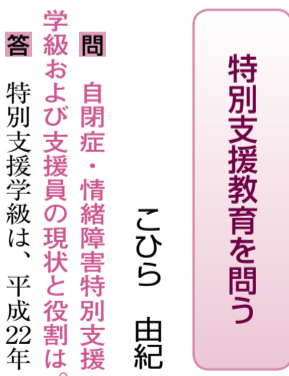 特別支援教育を問う
こひら 由紀
問 自閉症・情緒障害特別支援
学級および支援員の現状と役割は。
答 特別支援学級は、平成22年